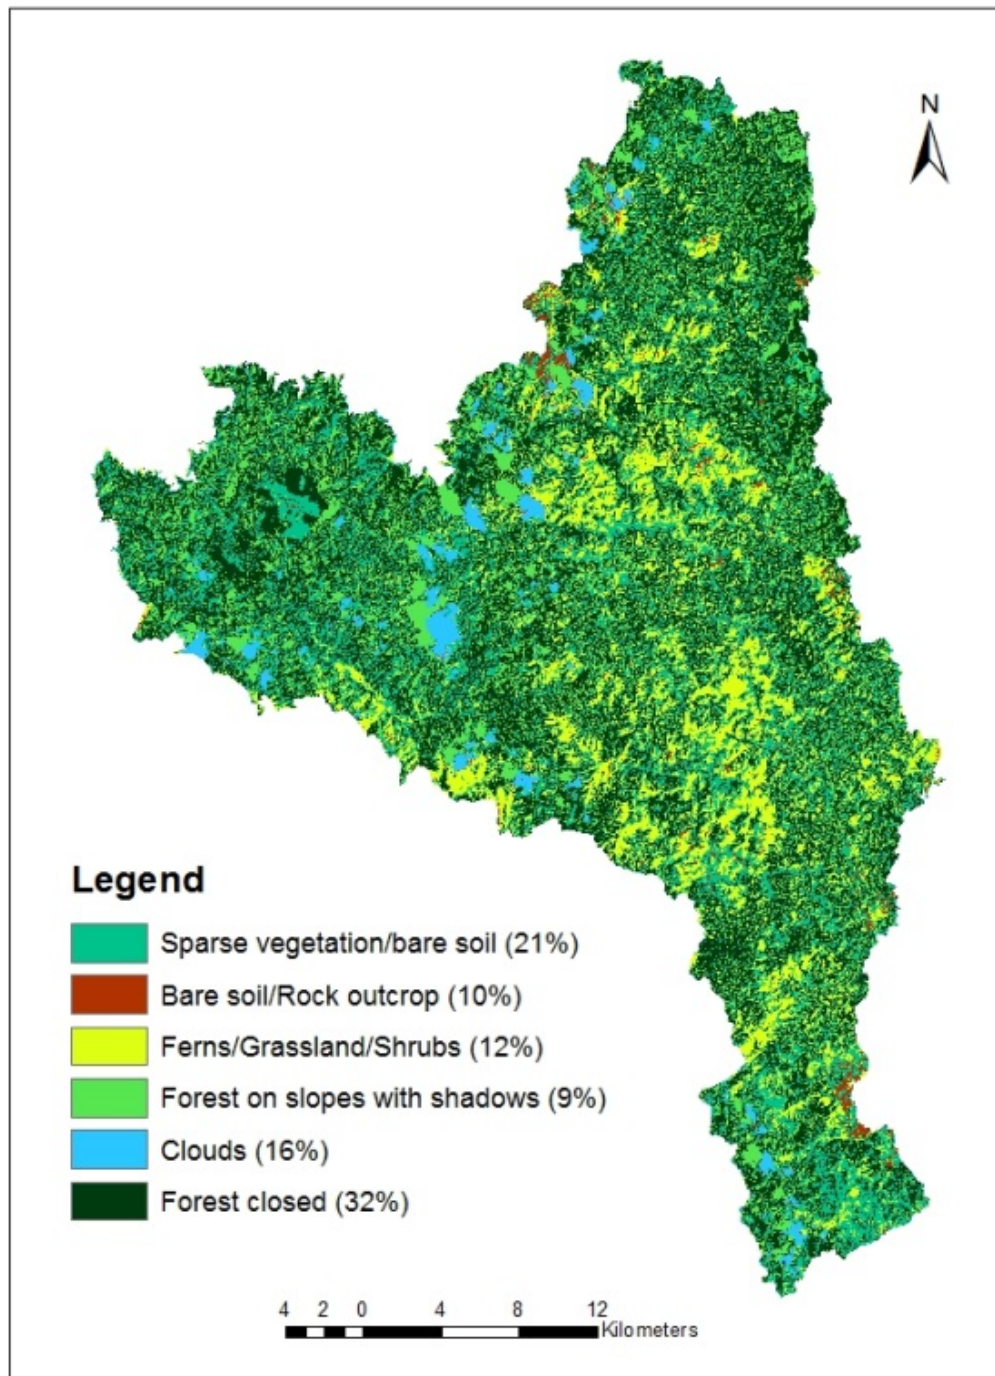 N
Legend
Sparse vegetation/bare soil (21%)
Bare soil/Rock outcrop (10%)
Ferns/Grassland/Shrubs (12%)
Forest on slopes with shadows (9%)
Clouds (16%)
Forest closed (32%)
4 2 0 4 8 12
Kilometers